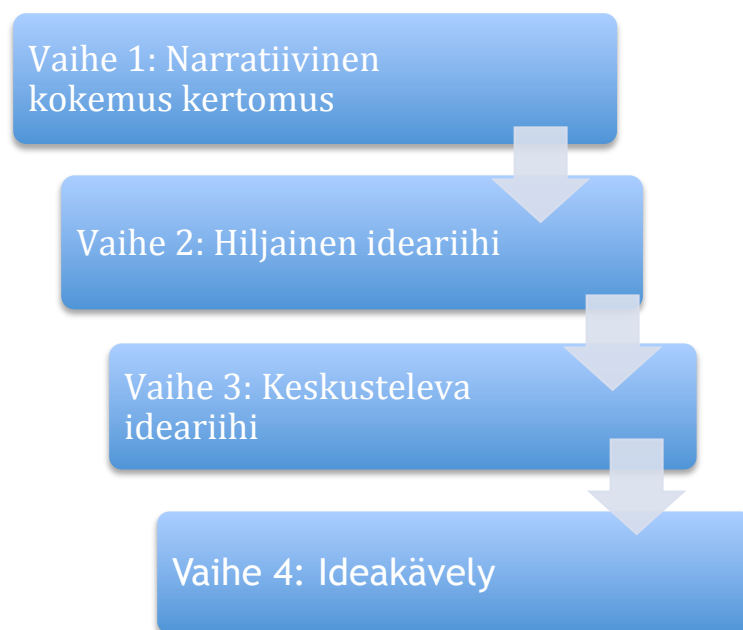 Vaihe 1: Narratiivinen
kokemus kertomus
Vaihe 2: Hiljainen ideariihi
Vaihe 3: Keskusteleva
ideariihi
Vaihe 4: Ideakävely